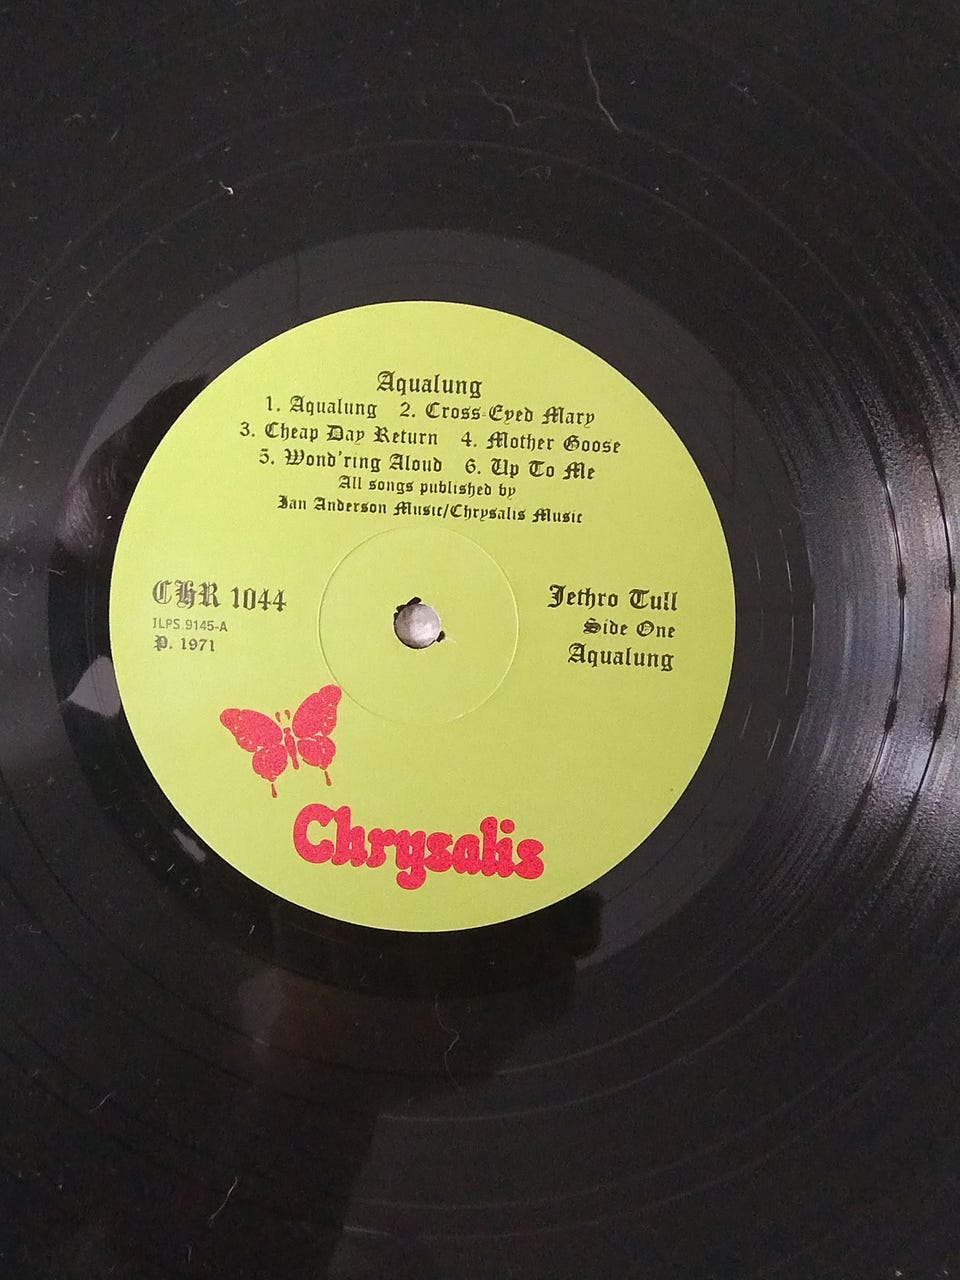 Aqualung
1. Aqualung 2. Cross-Eyed Mary
3. Cheap Day Return 4. Mother Goose
5. Wond'ring Aloud 6. Up To Me
All songs published by
Ian Anderson Music/Chrysalis Music
CHR 1044
ILPS.9145-A
P. 1971
Jethro Tull
Side One
Aqualung
Chrysalis